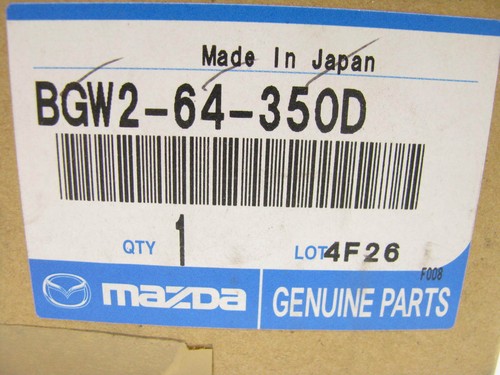 Made In Japan
BGW2-64-350D
QTY 1 LOT 4F26
F008
mazda GENUINE PARTS